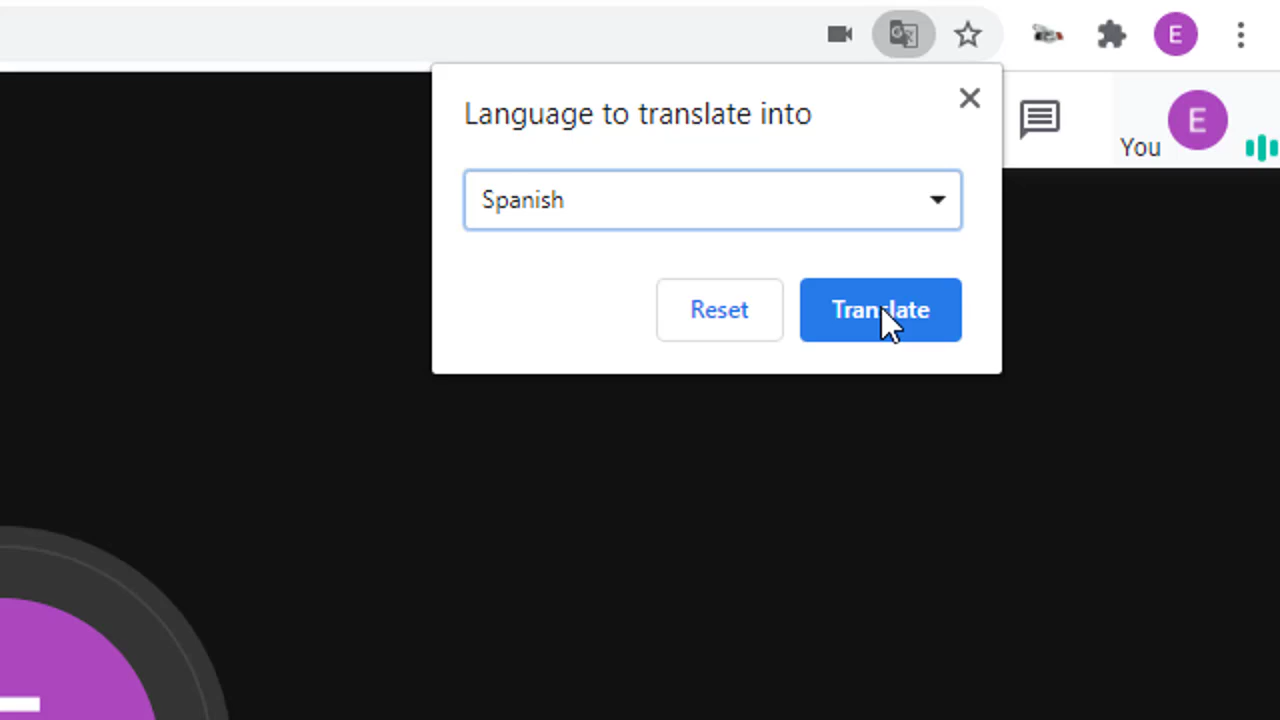 E
Language to translate into
You
E
Spanish
Reset
Translate